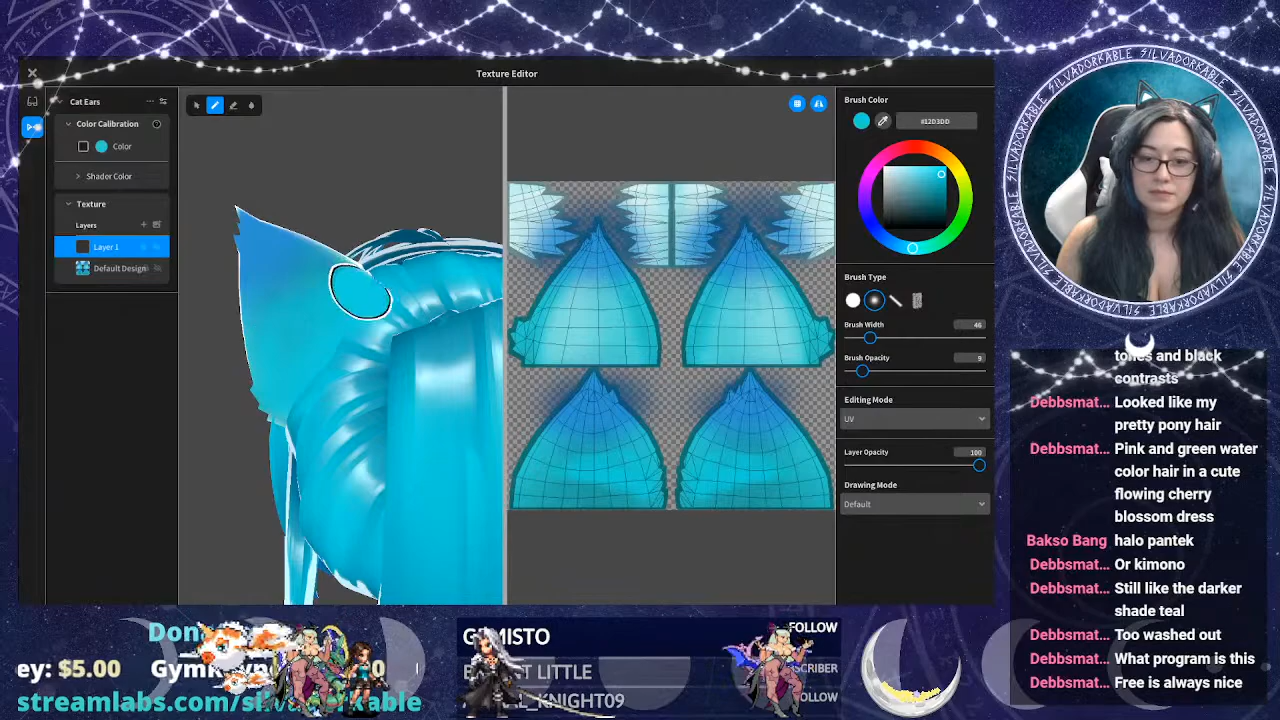 Texture Editor
Cat Ears
Color Calibration
Color
Shader Color
Texture
Layers
Layer 1
Default Design
Brush Color
#12D3DD
Brush Type
Brush Width
46
Brush Opacity
9
Editing Mode
UV
Layer Opacity
100
Drawing Mode
Default
SILVADORKABLE
tones and black
contrasts
Debbsmat... Looked like my
pretty pony hair
Debbsmat... Pink and green water
color hair in a cute
flowing cherry
blossom dress
Bakso Bang halo pantek
Debbsmat... Or kimono
Debbsmat... Still like the darker
shade teal
Debbsmat... Too washed out
Debbsmat... What program is this
Debbsmat... Free is always nice
FOLLOW
LITTLE
FOLLOW
ey: $5.00